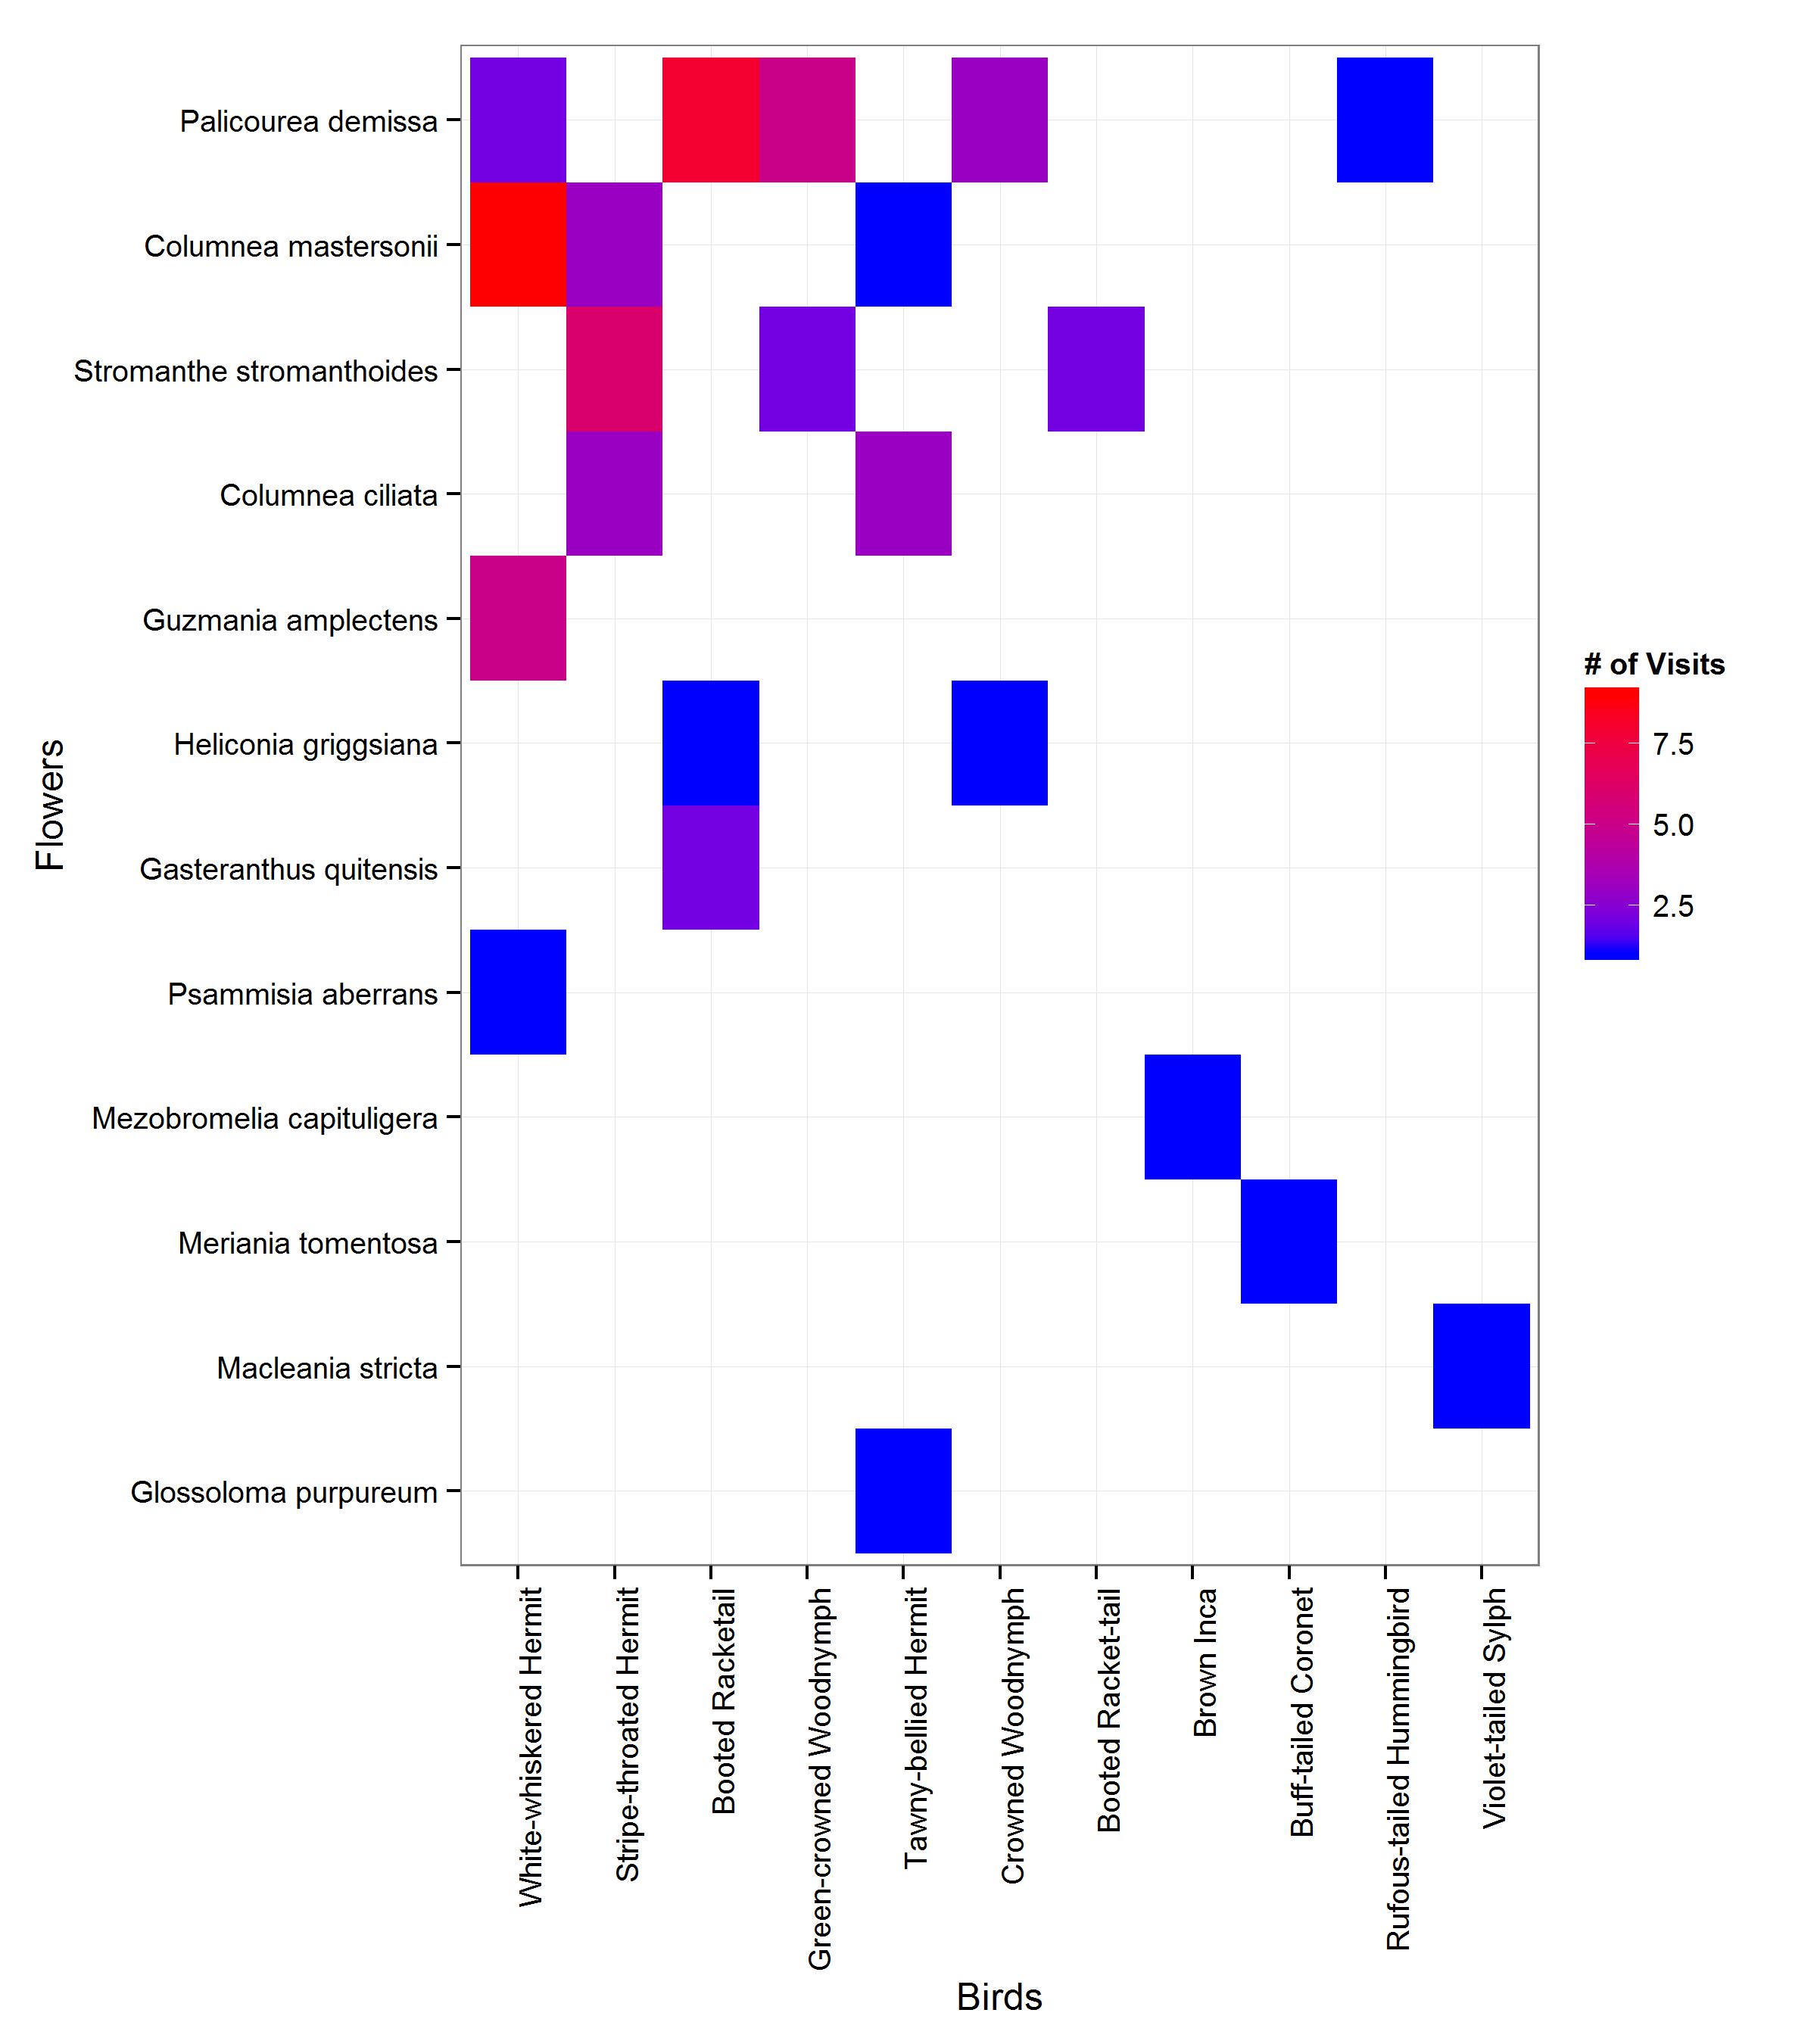 Palicourea demissa
Columnea mastersonii
Stromanthe stromanthoides
Columnea ciliata
Guzmania amplectens
Heliconia griggsiana
Gasteranthus quitensis
Psammisia aberrans
Mezobromelia capituligera
Meriania tomentosa
Macleania stricta
Glossoloma purpureum
Flowers
# of Visits
7.5
5.0
2.5
White-whiskered Hermit
Stripe-throated Hermit
Booted Racketail
Green-crowned Woodnymph
Tawny-bellied Hermit
Crowned Woodnymph
Booted Racket-tail
Brown Inca
Buff-tailed Coronet
Rufous-tailed Hummingbird
Violet-tailed Sylph
Birds